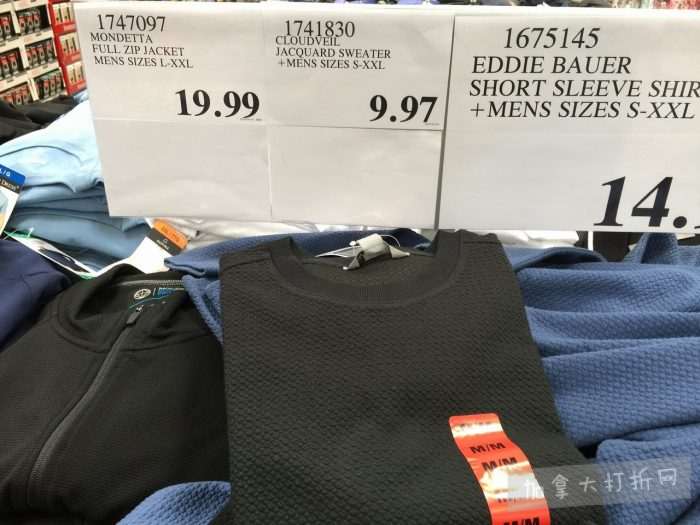 1747097
MONDETTA
FULL ZIP JACKET
MENS SIZES L-XXL
19.99
1741830
CLOUDVEIL
JACQUARD SWEATER
+MENS SIZES S-XXL
9.97
1675145
EDDIE BAUER
SHORT SLEEVE SHIR
+MENS SIZES S-XXL
14.
L/G
M/M
M/M
M/M
加拿大打折网